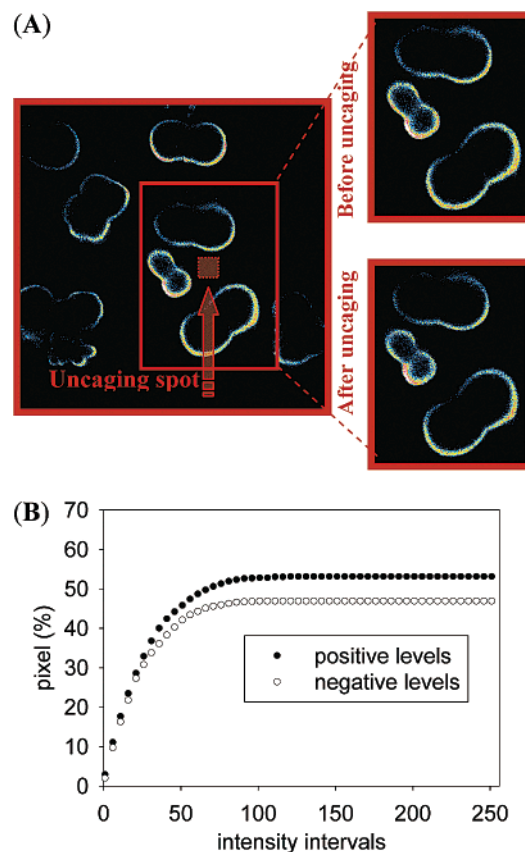 (A)
Before uncaging
Uncaging spot
After uncaging
(B)
70
60
50
40
30
20
10
0
pixel (%)
positive levels
negative levels
0 50 100 150 200 250
intensity intervals